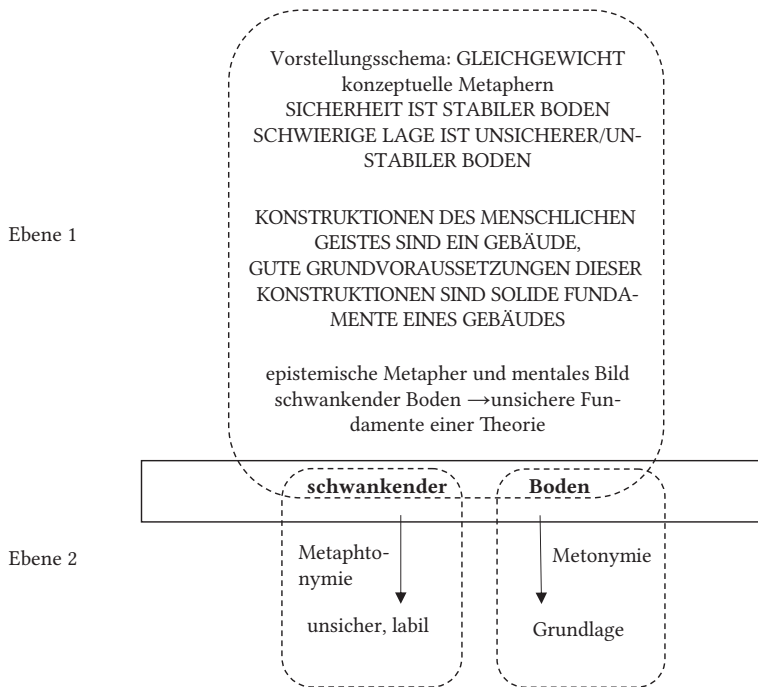 Vorstellungsschema: GLEICHGEWICHT
konzeptuelle Metaphern
SICHERHEIT IST STABILER BODEN
SCHWIERIGE LAGE IST UNSICHERER/UN-
STABILER BODEN
Ebene 1
KONSTRUKTIONEN DES MENSCHLICHEN
GEISTES SIND EIN GEBÄUDE,
GUTE GRUNDVORAUSSETZUNGEN DIESER
KONSTRUKTIONEN SIND SOLIDE FUNDA-
MENTE EINES GEBÄUDES
epistemische Metapher und mentales Bild
schwankender Boden →unsichere Fun-
damente einer Theorie
schwankender Boden
Ebene 2
Metaphto-
nymie
Metonymie
unsicher, labil
Grundlage